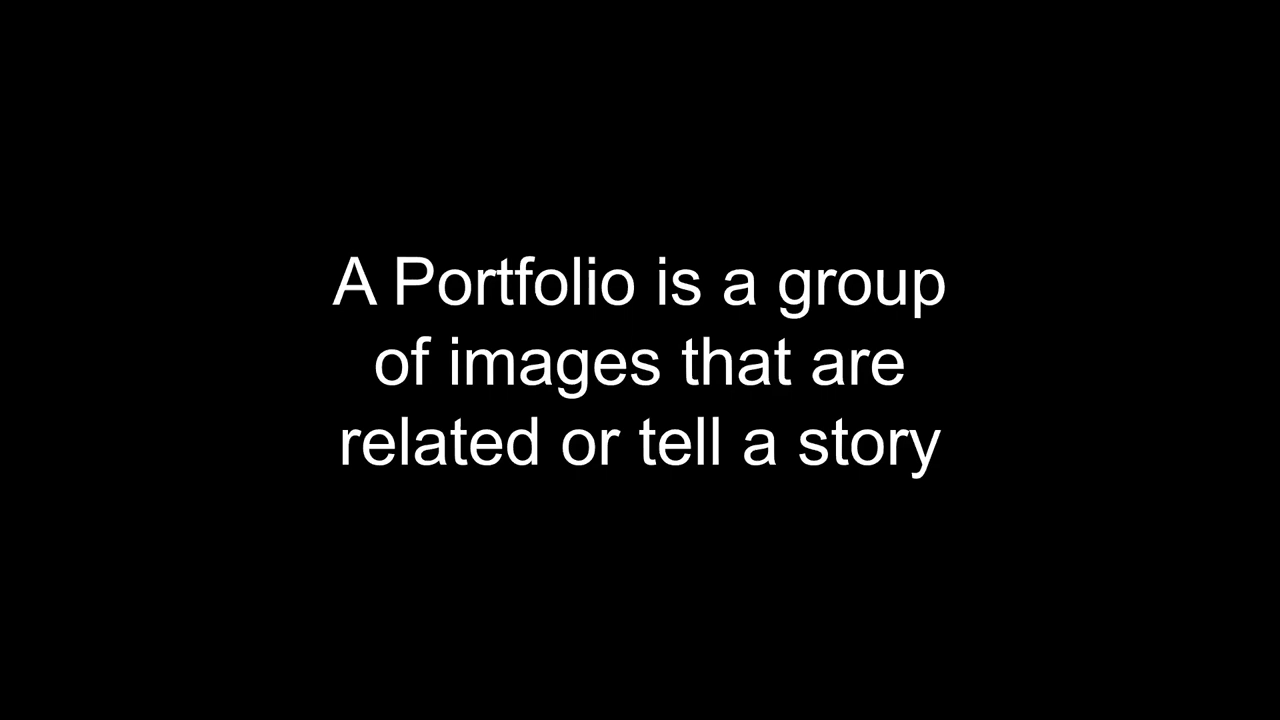 A Portfolio is a group
of images that are
related or tell a story